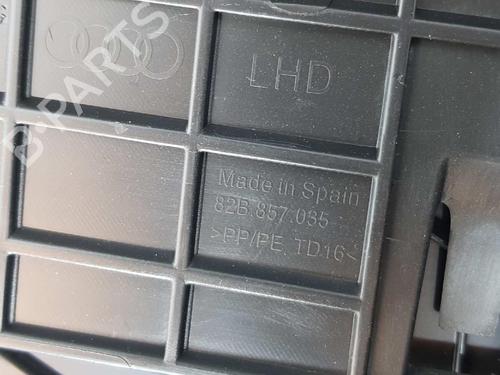 B-PARTS
LHD
Made in Spain
82B.857.035
>PP/PE TD16<